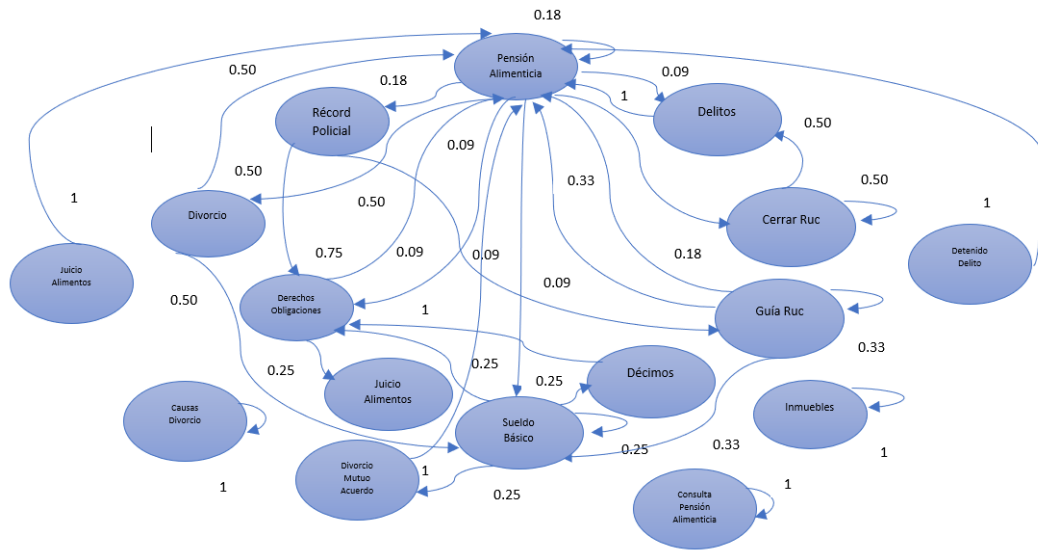 0.18
Pensión
Alimenticia
0.50
0.18
0.09
1
Récord
Policial
Delitos
0.50
0.09
0.50
0.33
0.50
1
0.50
1
Divorcio
Cerrar Ruc
0.75
0.09
0.09
0.18
Juicio
Alimentos
Detenido
Delito
0.50
0.09
Derechos
Obligaciones
1
Guía Ruc
0.33
0.25
0.25
0.25
Juicio
Alimentos
Décimos
Causas
Divorcio
Sueldo
Básico
Inmuebles
0.25
0.33
1
Divorcio
Mutuo
Acuerdo
1
0.25
1
1
Consulta
Pensión
Alimenticia